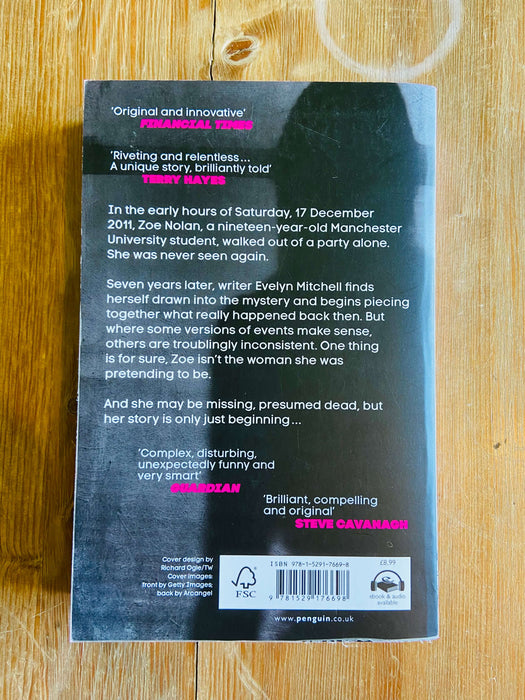 'Original and innovative'
FINANCIAL TIMES
'Riveting and relentless...
A unique story, brilliantly told'
TERRY HAYES
In the early hours of Saturday, 17 December
2011, Zoe Nolan, a nineteen-year-old Manchester
University student, walked out of a party alone.
She was never seen again.
Seven years later, writer Evelyn Mitchell finds
herself drawn into the mystery and begins piecing
together what really happened back then. But
where some versions of events make sense,
others are troublingly inconsistent. One thing
is for sure, Zoe isn't the woman she was
pretending to be.
And she may be missing, presumed dead, but
her story is only just beginning...
'Complex, disturbing,
unexpectedly funny and
very smart'
GUARDIAN
'Brilliant, compelling
and original'
STEVE CAVANAGH
Cover design by
Richard Ogle/TW
Cover images:
front by Getty Images;
back by Arcangel
FSC
ISBN 978-1-5291-7669-8
9 781529 176698
£8.99
ebook & audio
available
www.penguin.co.uk